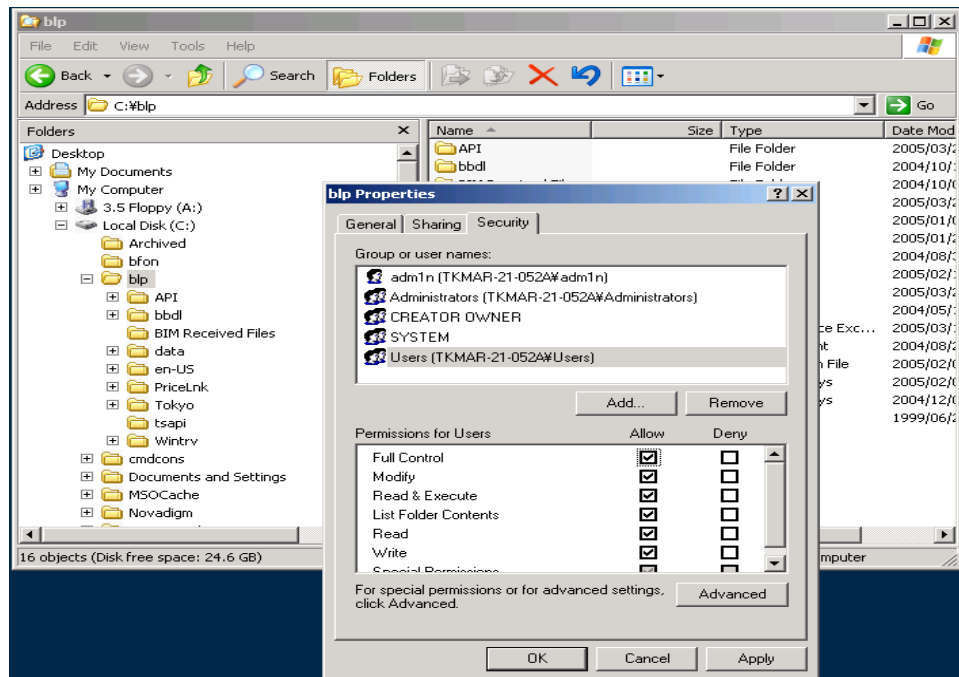 blp
File Edit View Tools Help
Back Search Folders
Address C:¥blp Go
Folders
Name Size Type Date Mod
Desktop
My Documents
My Computer
3.5 Floppy (A:)
Local Disk (C:)
Archived
bfon
blp
API
bbdl
BIM Received Files
data
en-US
PriceLnk
Tokyo
tsapi
Wintrv
cmdcons
Documents and Settings
MSOCache
Novadigm
API File Folder 2005/03/2
bbdl File Folder 2004/10/
2004/10/0
2005/03/2
2005/01/0
2005/01/2
2004/08/
2005/02/
2005/03/2
2004/05/
ce Exc... 2005/03/
2004/08/2
n File 2005/02/0
ys 2005/02/0
ys 2004/12/0
1999/06/2
16 objects (Disk free space: 24.6 GB)
mputer
blp Properties
General Sharing Security
Group or user names:
adm1n (TKMAR-21-052A¥adm1n)
Administrators (TKMAR-21-052A¥Administrators)
CREATOR OWNER
SYSTEM
Users (TKMAR-21-052A¥Users)
Add... Remove
Permissions for Users Allow Deny
Full Control
Modify
Read & Execute
List Folder Contents
Read
Write
Special Permissions
For special permissions or for advanced settings,
click Advanced.
Advanced
OK Cancel Apply